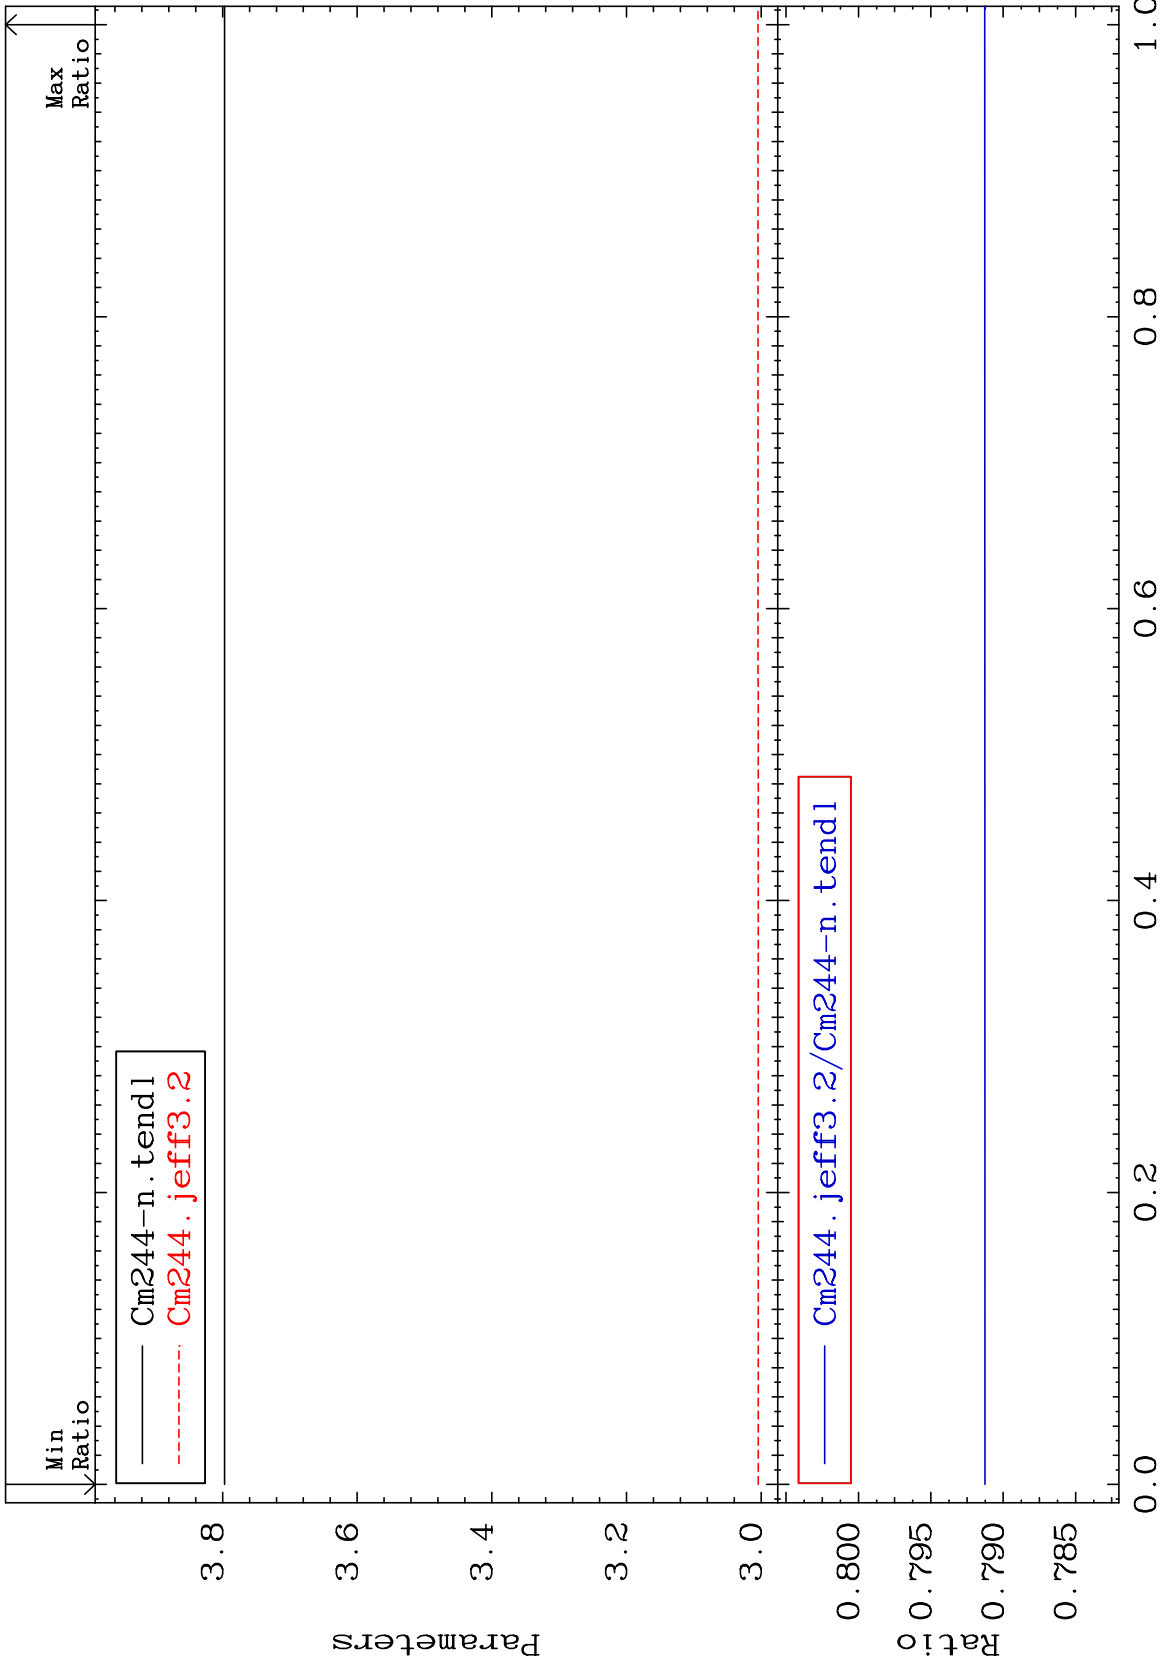 Min
Ratio
Max
Ratio
Cm244-n.tendl
Cm244.jeff3.2
3.8
3.6
3.4
3.2
3.0
Parameters
Cm244.jeff3.2/Cm244-n.tendl
0.800
0.795
0.790
0.785
Ratio
0.0
0.2
0.4
0.6
0.8
1.0